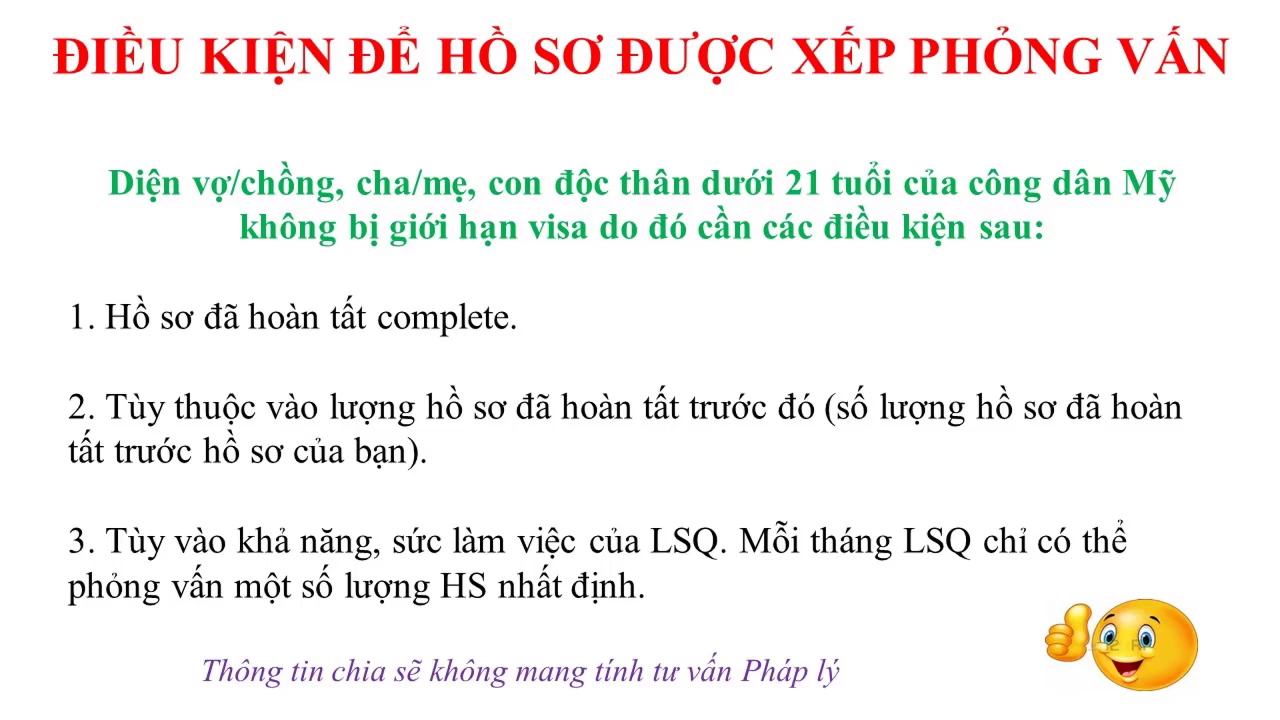 ĐIỀU KIỆN ĐỂ HỒ SƠ ĐƯỢC XẾP PHỎNG VẤN
Diện vợ/chồng, cha/mẹ, con độc thân dưới 21 tuổi của công dân Mỹ
không bị giới hạn visa do đó cần các điều kiện sau:
1. Hồ sơ đã hoàn tất complete.
2. Tùy thuộc vào lượng hồ sơ đã hoàn tất trước đó (số lượng hồ sơ đã hoàn
tất trước hồ sơ của bạn).
3. Tùy vào khả năng, sức làm việc của LSQ. Mỗi tháng LSQ chỉ có thể
phỏng vấn một số lượng HS nhất định.
Thông tin chia sẽ không mang tính tư vấn Pháp lý